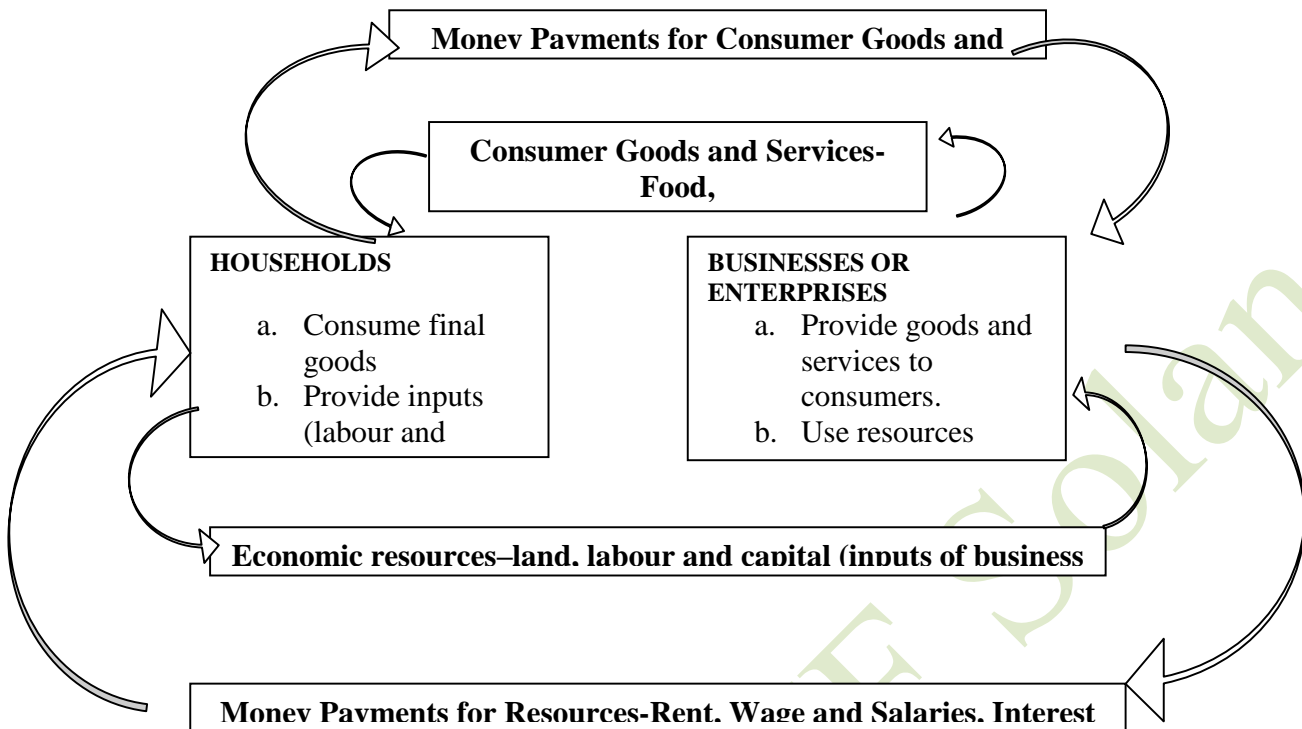 Money Payments for Consumer Goods and
Consumer Goods and Services-
Food,
HOUSEHOLDS
a. Consume final
goods
b. Provide inputs
(labour and
BUSINESSES OR
ENTERPRISES
a. Provide goods and
services to
consumers.
b. Use resources
Economic resources–land, labour and capital (inputs of business
Money Payments for Resources-Rent, Wage and Salaries, Interest
F Solan